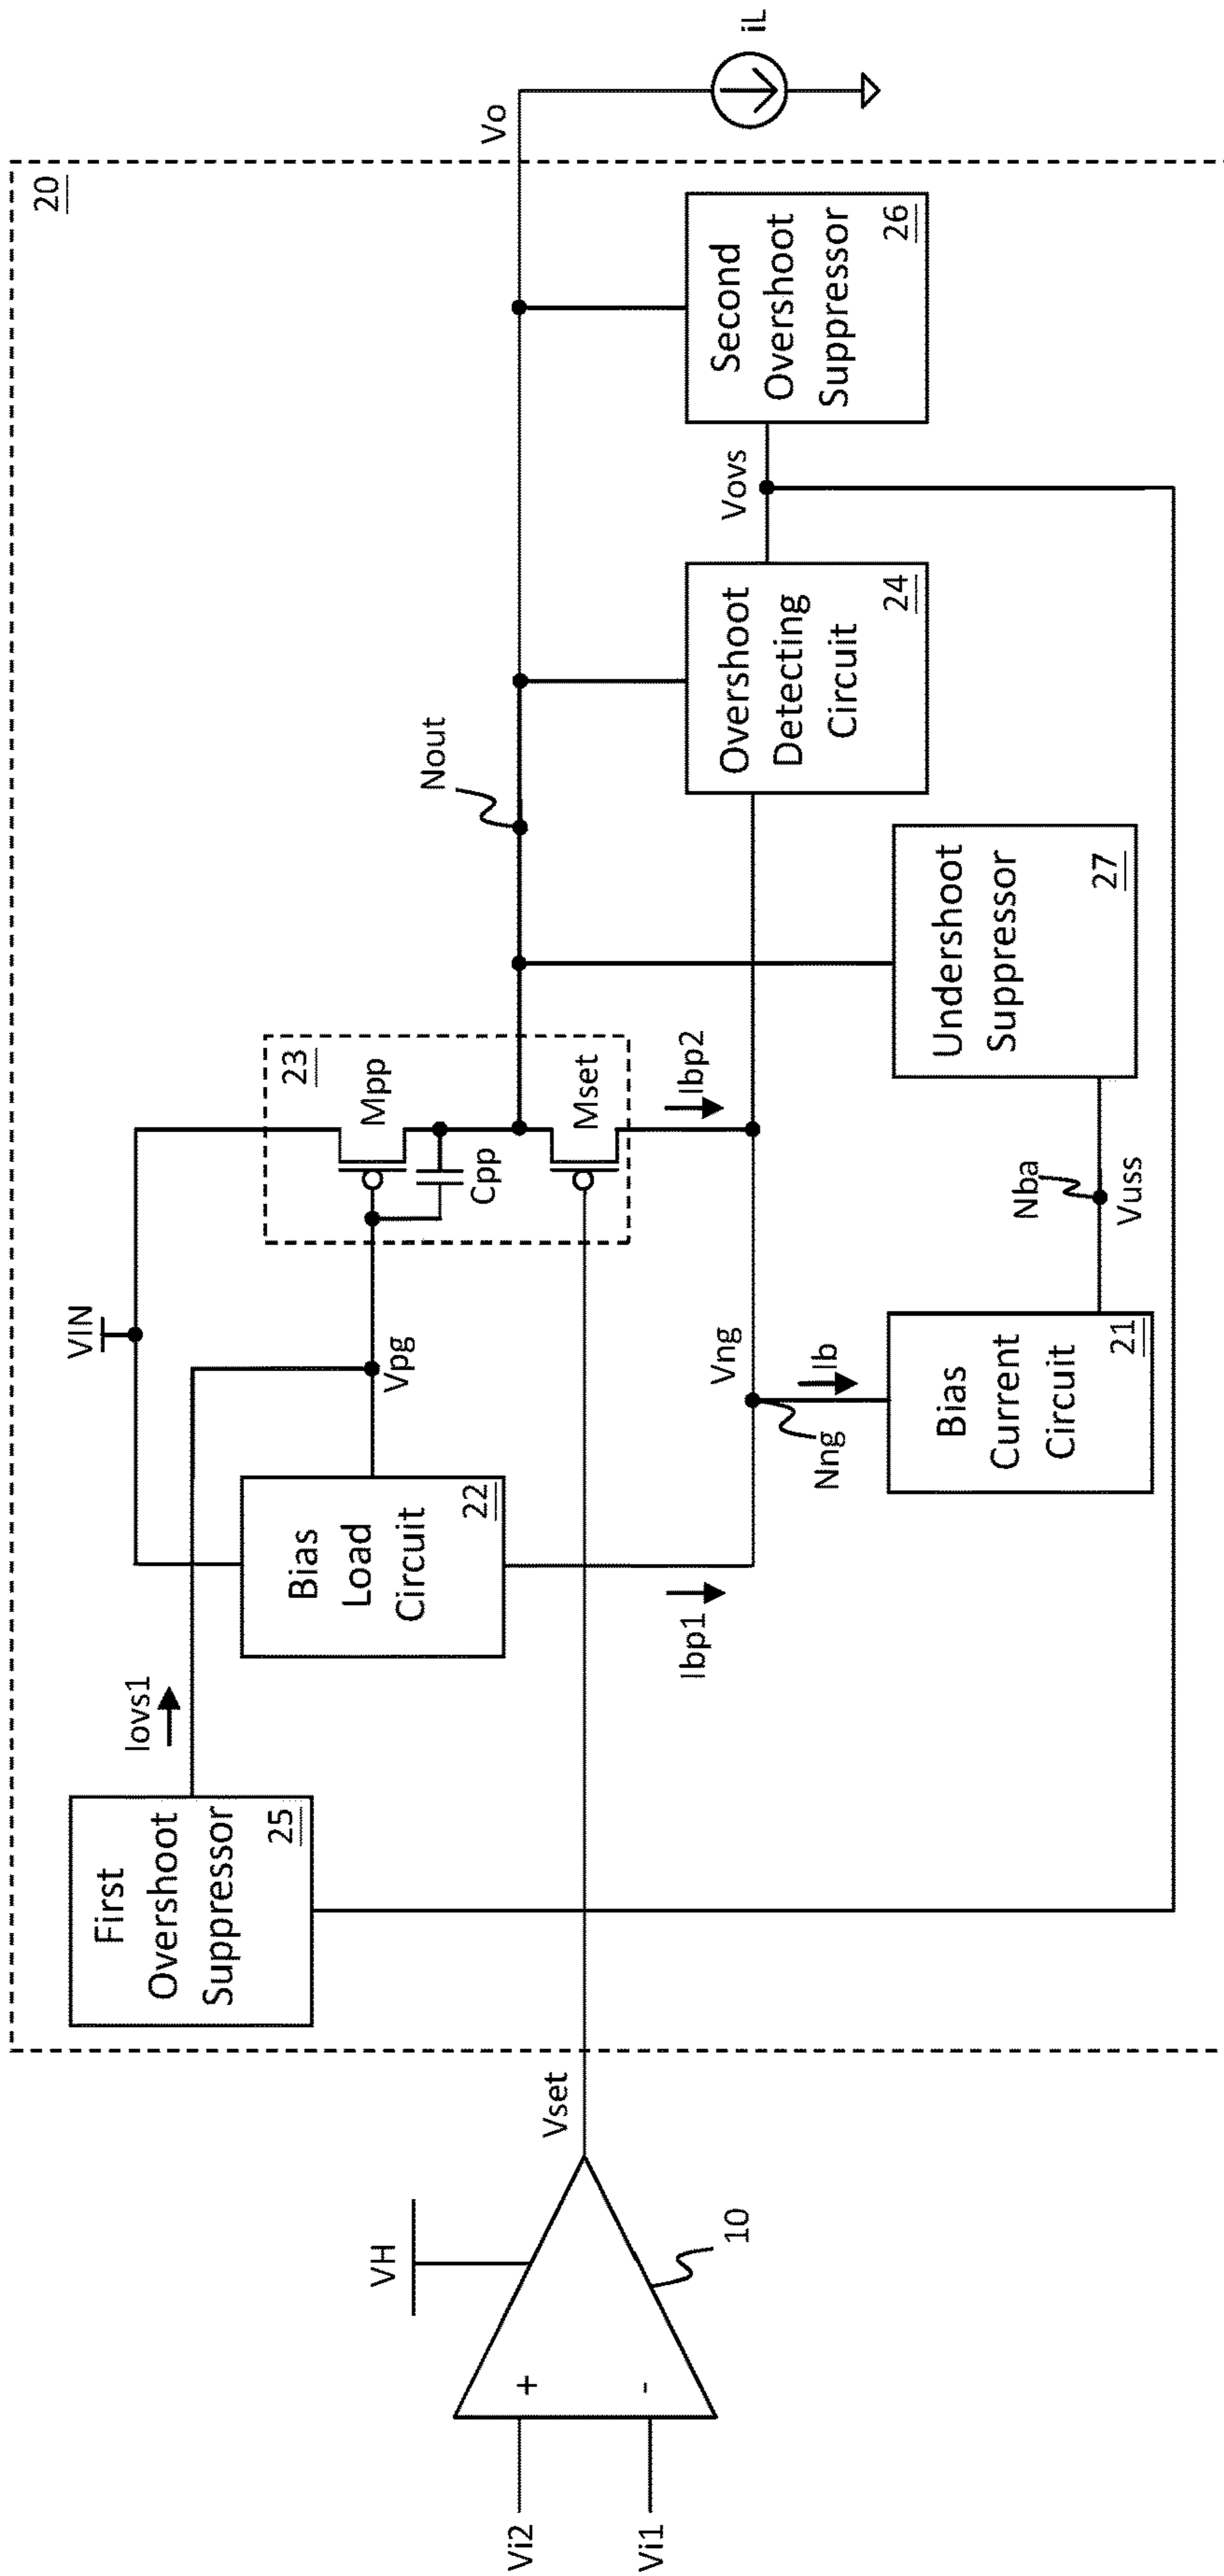 20
VIN
First
Overshoot
Suppressor
25
Iovs1
Bias
Load
Circuit
22
Vpg
23
Mpp
Cpp
Mset
Ibp1
Ibp2
Vng
Nng
Ib
Bias
Current
Circuit
21
Nba
Vuss
Undershoot
Suppressor
27
Nout
Overshoot
Detecting
Circuit
24
Vovs
Second
Overshoot
Suppressor
26
Vo
iL
Vset
VH
10
+
-
Vi2
Vi1